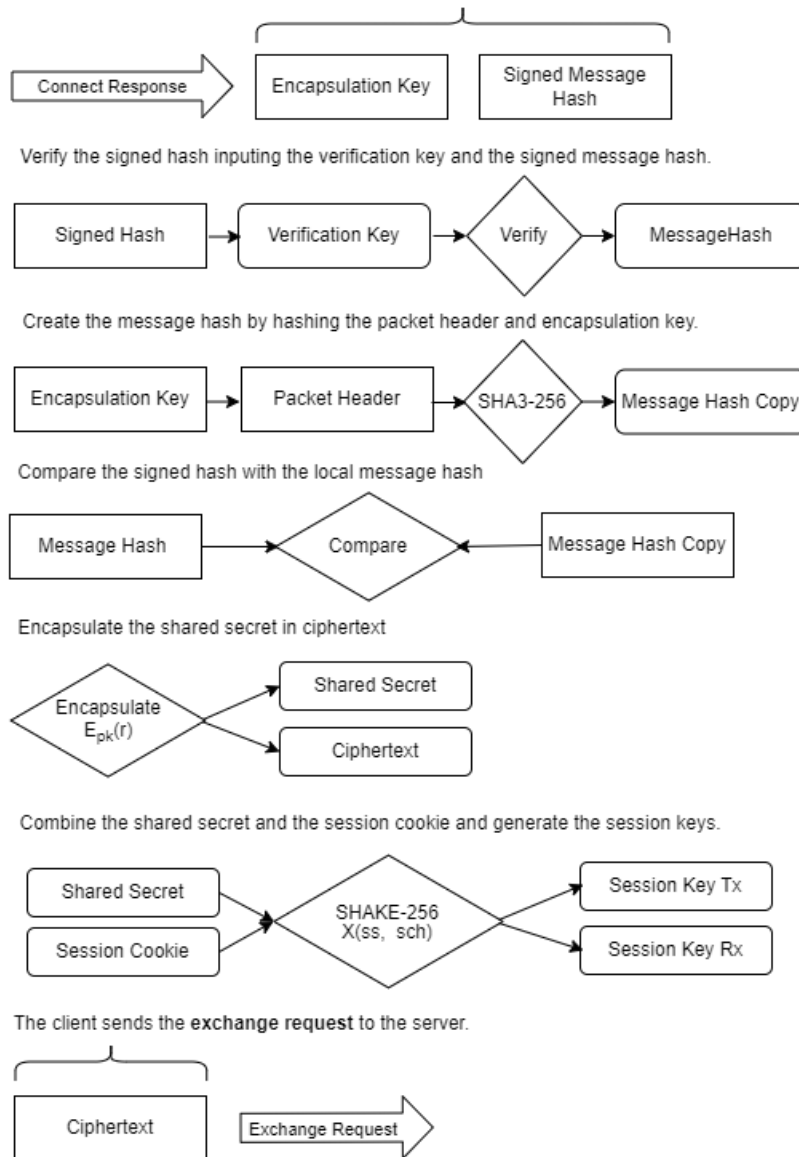 Connect Response
Encapsulation Key
Signed Message
Hash
Verify the signed hash inputing the verification key and the signed message hash.
Signed Hash
Verification Key
Verify
MessageHash
Create the message hash by hashing the packet header and encapsulation key.
Encapsulation Key
Packet Header
SHA3-256
Message Hash Copy
Compare the signed hash with the local message hash
Message Hash
Compare
Message Hash Copy
Encapsulate the shared secret in ciphertext
Encapsulate
Epk(r)
Shared Secret
Ciphertext
Combine the shared secret and the session cookie and generate the session keys.
Shared Secret
Session Cookie
SHAKE-256
X(ss, sch)
Session Key Tx
Session Key Rx
The client sends the exchange request to the server.
Ciphertext
Exchange Request